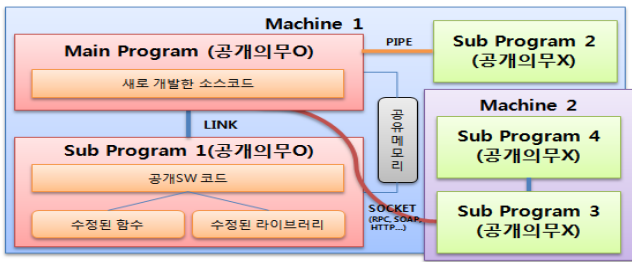 Machine 1
Main Program (공개의무O)
새로 개발한 소스코드
PIPE
Sub Program 2
(공개의무X)
LINK
공유메모리
Machine 2
Sub Program 4
(공개의무X)
Sub Program 1(공개의무O)
공개SW 코드
수정된 함수
수정된 라이브러리
SOCKET
(RPC, SOAP,
HTTP...)
Sub Program 3
(공개의무X)